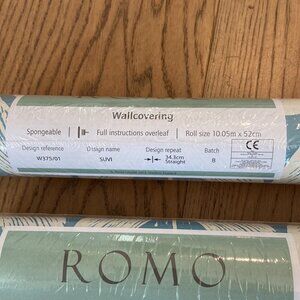 Wallcovering
Spongeable
Full instructions overleaf
Roll size 10.05m x 52cm
Design reference
Design name
Design repeat
Batch
W375/01
SUVI
34.3cm
Straight
B
CE
ROMO